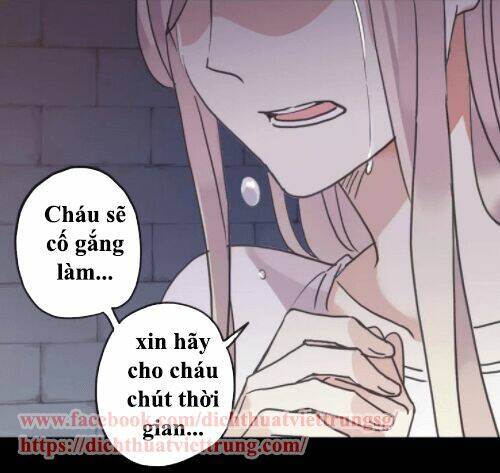 Cháu sẽ
cố gắng
làm...
xin hãy
cho cháu
chút thời
gian...
www.facebook.com/dichthuatviettrungsg/
https://dichthuatviettrung.com/